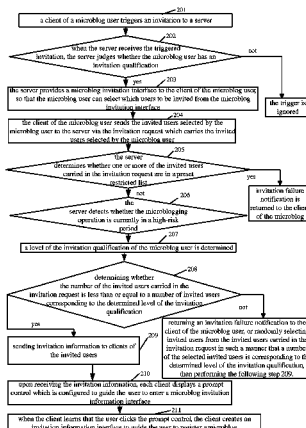 201
a client of a microblog user triggers an invitation to a server
202
when the server receives the triggered
invitation, the server judges whether the
microblog user has an
invitation qualification
not
yes
203
the trigger is
ignored
the server provides a microblog invitation interface to the client of the microblog user,
so that the microblog user can select which users to be invited from the microblog
invitation interface
204
the client of the microblog user sends the invited users selected by the
microblog user to the server via the invitation request which carries the invited
users selected by the microblog user
205
the server
determines whether one or more of the invited users
carried in the invitation request are in a preset
restricted list
yes
not
invitation failure
notification is
returned to the client
of the microblog
206
the
server detects whether the microblogging
operation is currently in a high-risk
period
207
a level of the invitation qualification of the microblog user is determined
208
determining whether
the number of the invited users carried in the
invitation request is less than or equal to a number of invited users
corresponding to the determined level of the invitation
qualification
yes
not
209
sending invitation information to clients of
the invited users
returning an invitation failure notification to the
client of the microblog user, or randomly selecting
invited users from the invited users carried in the
invitation request in such a manner that a number
of the selected invited users is corresponding to the
determined level of the invitation qualification,
than performing the following step 209.
210
upon receiving the invitation information, each client displays a prompt
control which is configured to guide the user to enter a microblog invitation
information interface
211
when the client learns that the user clicks the prompt control, the client creates an
invitation information interface to guide the user to register a microblog